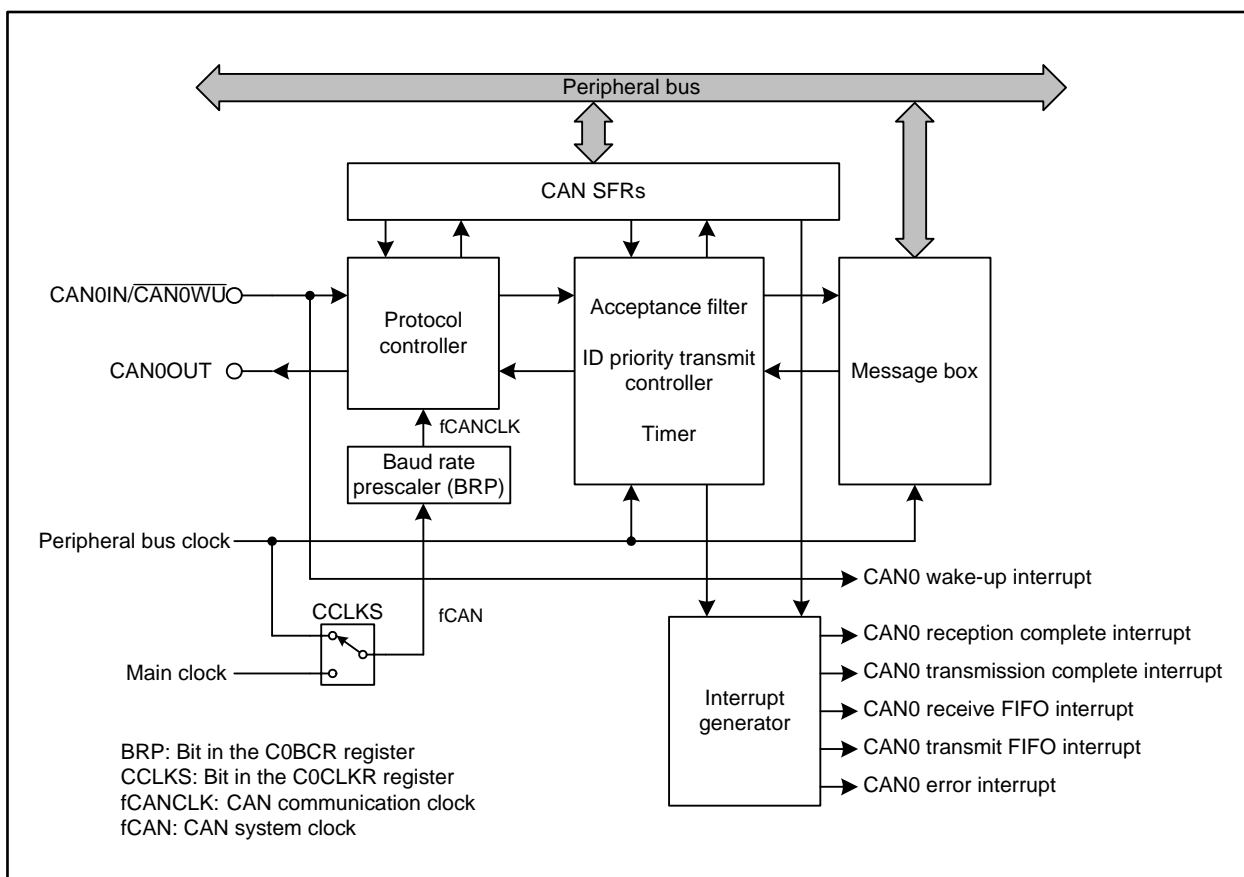 Peripheral bus
CAN SFRs
CAN0IN/CAN0WU
Protocol
controller
Acceptance filter
ID priority transmit
controller
Timer
Message box
CAN0OUT
fCANCLK
Baud rate
prescaler (BRP)
Peripheral bus clock
CAN0 wake-up interrupt
CCLKS
fCAN
Main clock
Interrupt
generator
CAN0 reception complete interrupt
CAN0 transmission complete interrupt
CAN0 receive FIFO interrupt
CAN0 transmit FIFO interrupt
CAN0 error interrupt
BRP: Bit in the C0BCR register
CCLKS: Bit in the C0CLKR register
fCANCLK: CAN communication clock
fCAN: CAN system clock